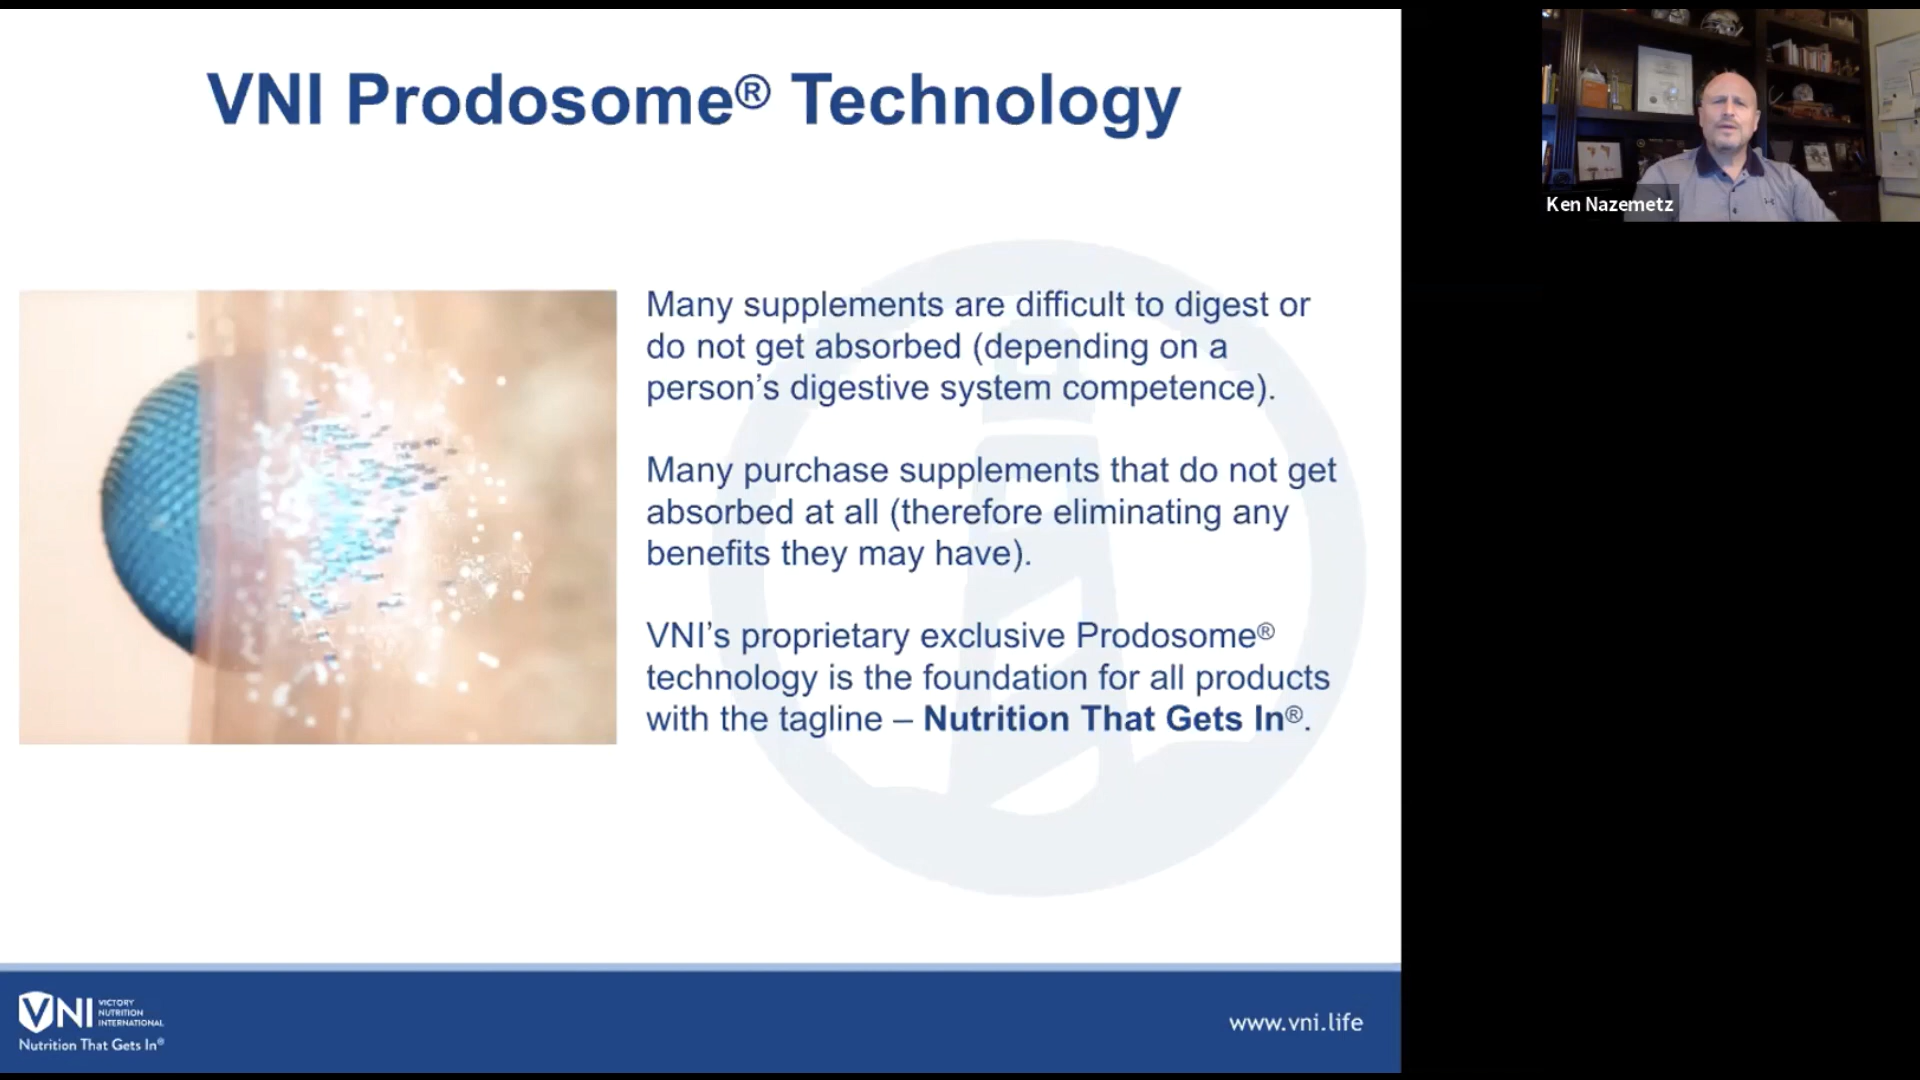 VNI Prodosome® Technology
Ken Nazemetz
Many supplements are difficult to digest or
do not get absorbed (depending on a
person’s digestive system competence).
Many purchase supplements that do not get
absorbed at all (therefore eliminating any
benefits they may have).
VNI’s proprietary exclusive Prodosome®
technology is the foundation for all products
with the tagline – Nutrition That Gets In®.
VNI
VICTORY
NUTRITION
INTERNATIONAL
Nutrition That Gets In®
www.vni.life